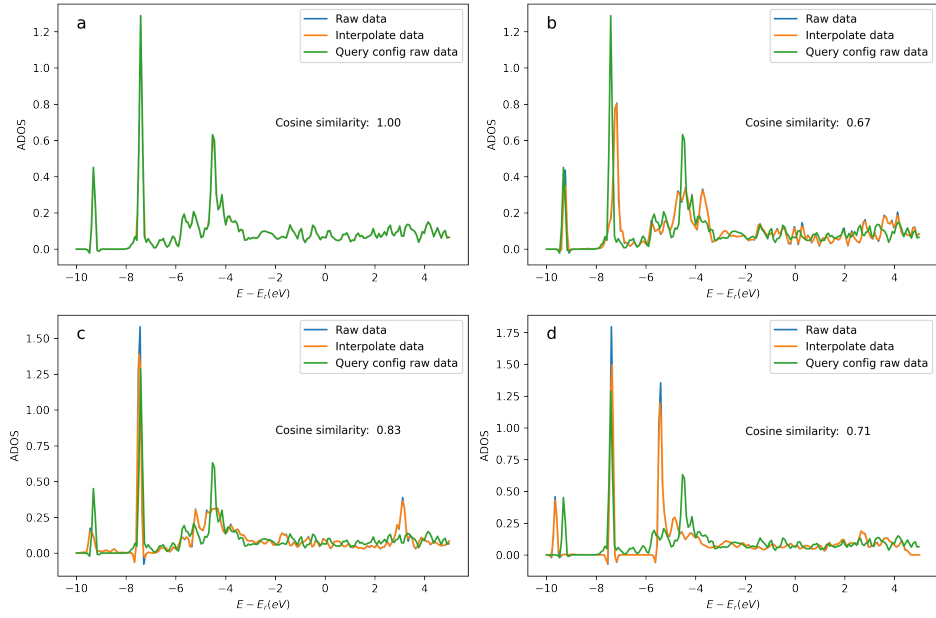 a
Raw data
Interpolate data
Query config raw data
Cosine similarity: 1.00
ADOS
1.2
1.0
0.8
0.6
0.4
0.2
0.0
−10 −8 −6 −4 −2 0 2 4
E − E_r(eV)
b
Raw data
Interpolate data
Query config raw data
Cosine similarity: 0.67
ADOS
1.2
1.0
0.8
0.6
0.4
0.2
0.0
−10 −8 −6 −4 −2 0 2 4
E − E_r(eV)
c
Raw data
Interpolate data
Query config raw data
Cosine similarity: 0.83
ADOS
1.50
1.25
1.00
0.75
0.50
0.25
0.00
−10 −8 −6 −4 −2 0 2 4
E − E_r(eV)
d
Raw data
Interpolate data
Query config raw data
Cosine similarity: 0.71
ADOS
1.75
1.50
1.25
1.00
0.75
0.50
0.25
0.00
−10 −8 −6 −4 −2 0 2 4
E − E_r(eV)